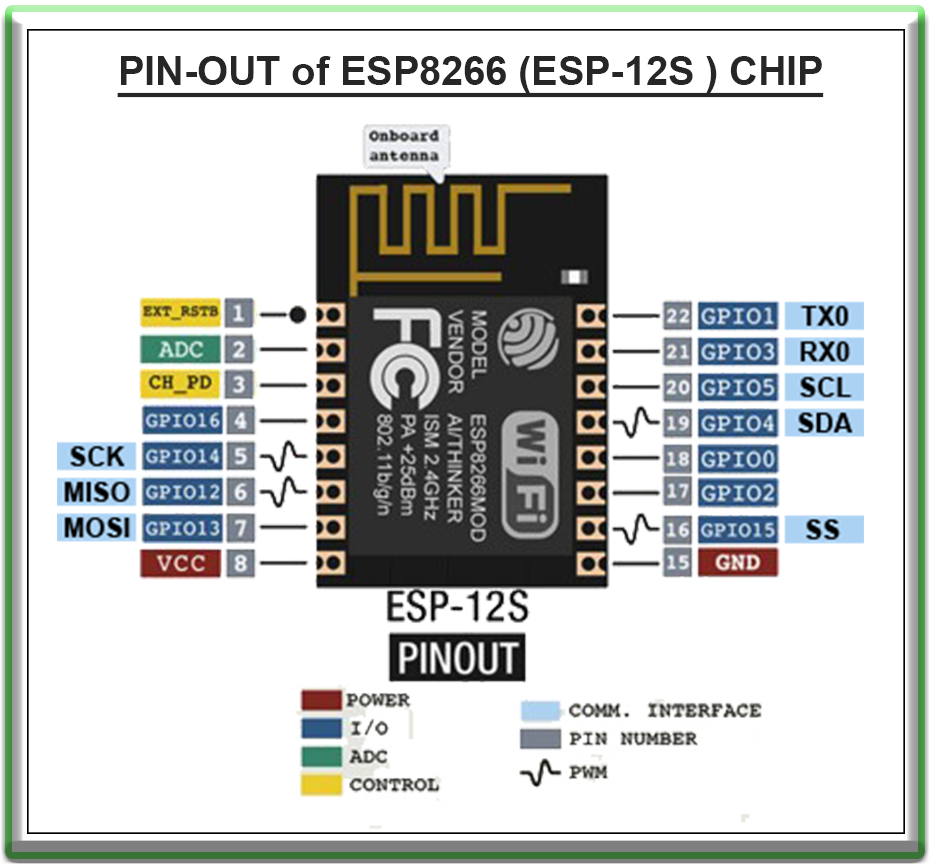 PIN-OUT of ESP8266 (ESP-12S ) CHIP
Onboard
antenna
EXT_RSTB 1
ADC 2
CH_PD 3
GPIO16 4
SCK GPIO14 5
MISO GPIO12 6
MOSI GPIO13 7
VCC 8
FC
MODEL ESP8266MOD
VENDOR AI/THINKER
ISM 2.4GHz
PA +25dBm
802.11b/g/n
WiFi
22 GPIO1 TX0
21 GPIO3 RX0
20 GPIO5 SCL
19 GPIO4 SDA
18 GPIO0
17 GPIO2
16 GPIO15 SS
15 GND
ESP-12S
PINOUT
POWER
I/O
ADC
CONTROL
COMM. INTERFACE
PIN NUMBER
PWM